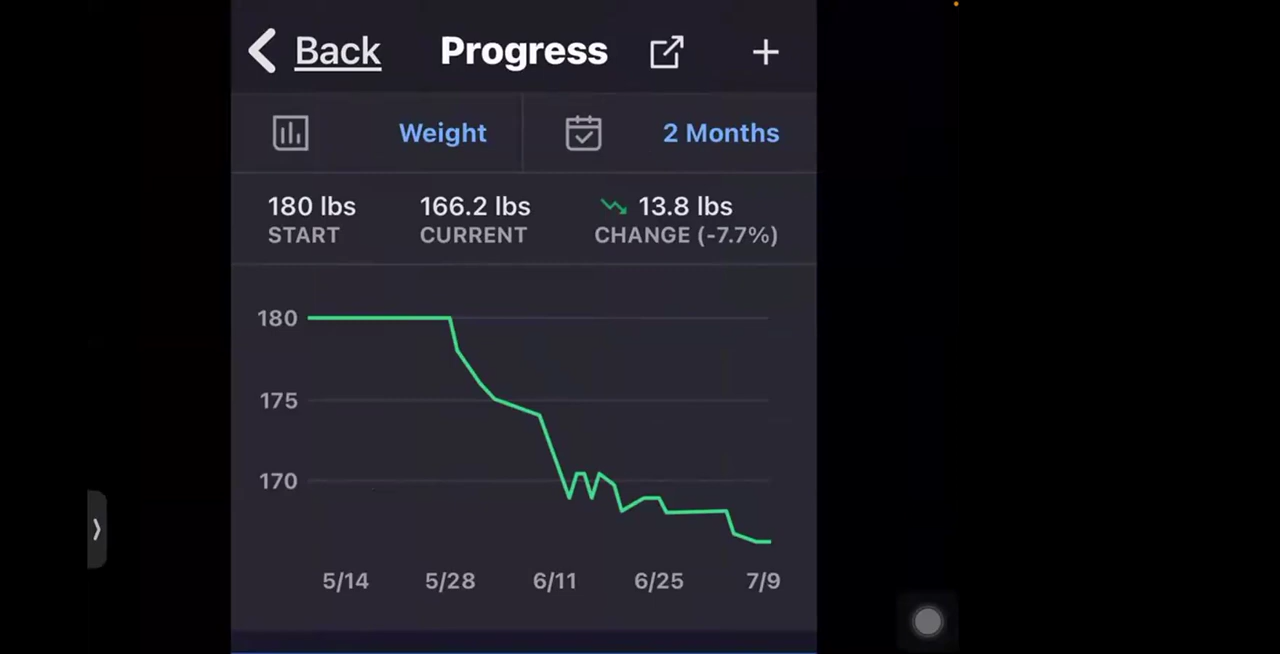 Back Progress
Weight 2 Months
180 lbs 166.2 lbs 13.8 lbs
START CURRENT CHANGE (-7.7%)
180
175
170
5/14 5/28 6/11 6/25 7/9